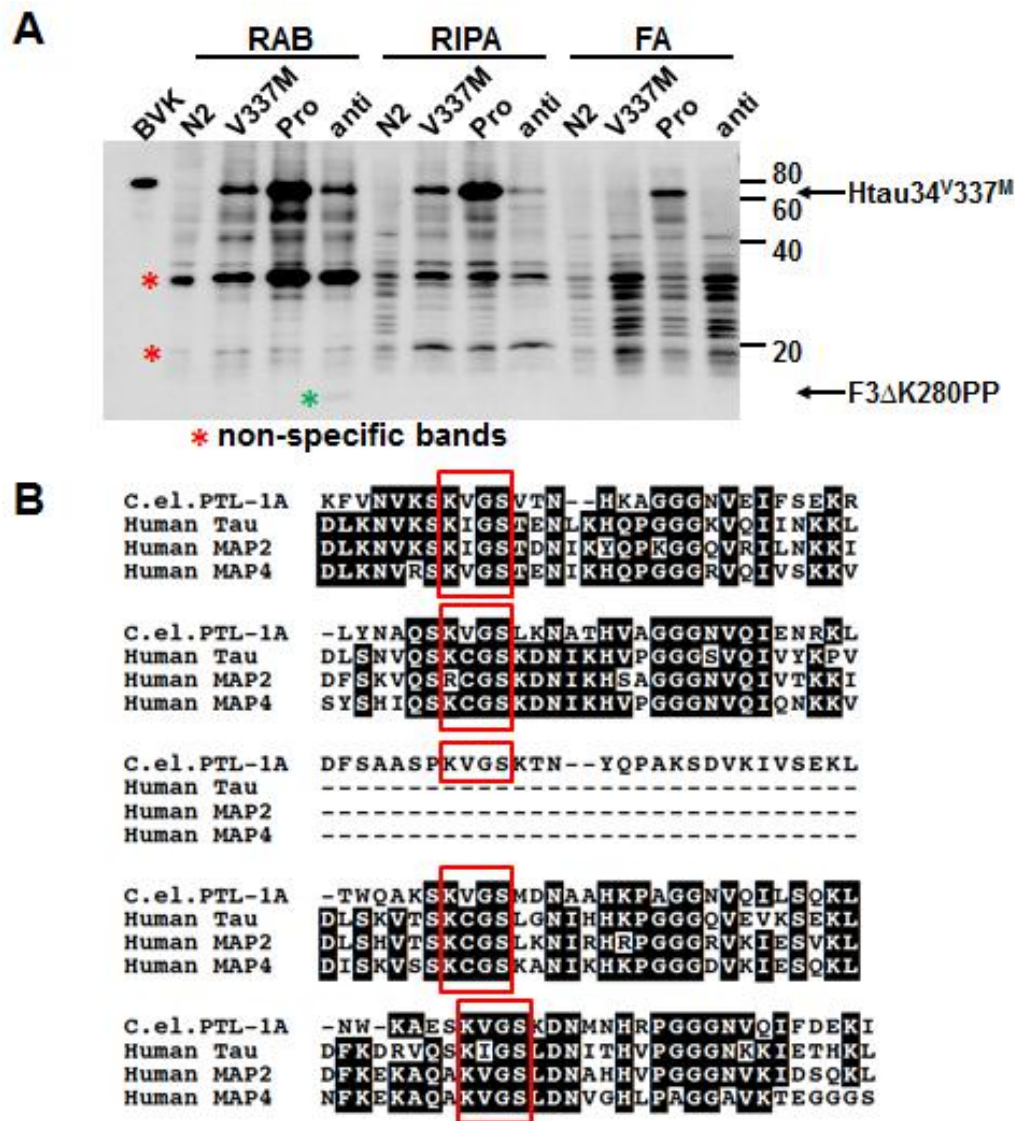 A
RAB RIPA FA
BVK N2 V337M Pro anti N2 V337M Pro anti N2 V337M Pro anti
80
Htau34V337M
60
40
*
20
*
*
F3ΔK280PP
* non-specific bands
B
C.el.PTL-1A KFVNVKSKVGSVTN--HKAGGGNVEIFSEKR
Human Tau DLKNVKSKIGSTENLKHQPGGGKVQIINKKL
Human MAP2 DLKNVKSKIGSTDNIKYQPKGGQVRILNKKI
Human MAP4 DLKNVRSKVGSTENIKHQPGGGRVQIVSKKV
C.el.PTL-1A -LYNAQSKVGSLKNATHVAGGGNVQIENRKL
Human Tau DLSNVQSKCGSKDNIKHVPGGGSVQIVYKPV
Human MAP2 DFSKVQSRCGSKDNIKHSAGGGNVQIVTKKI
Human MAP4 SYSHIQSKCGSKDNIKHVPGGGNVQIQNKKV
C.el.PTL-1A DFSAASPKVGSKTN--YQPAKSDVKIVSEKL
Human Tau -------------------------------
Human MAP2 -------------------------------
Human MAP4 -------------------------------
C.el.PTL-1A -TWQAKSKVGSMDNAAHKPAGGNVQILSQKL
Human Tau DLSKVTSKCGSLGNIHHKPGGGQVEVKSEKL
Human MAP2 DLSHVTSKCGSLKNIRHRPGGGRVKIESVKL
Human MAP4 DISKVSSKCGSKANIKHKPGGGDVKIESQKL
C.el.PTL-1A -NW-KAESKVGSKDNMNHRPGGGNVQIFDEKI
Human Tau DFKDRVQSKIGSLDNITHVPGGGNKKIETHKL
Human MAP2 DFKEKAQAKVGSLDNAHHVPGGGNVKIDSQKL
Human MAP4 NFKEKAQAKVGSLDNVGHLPAGGAVKTEGGGS